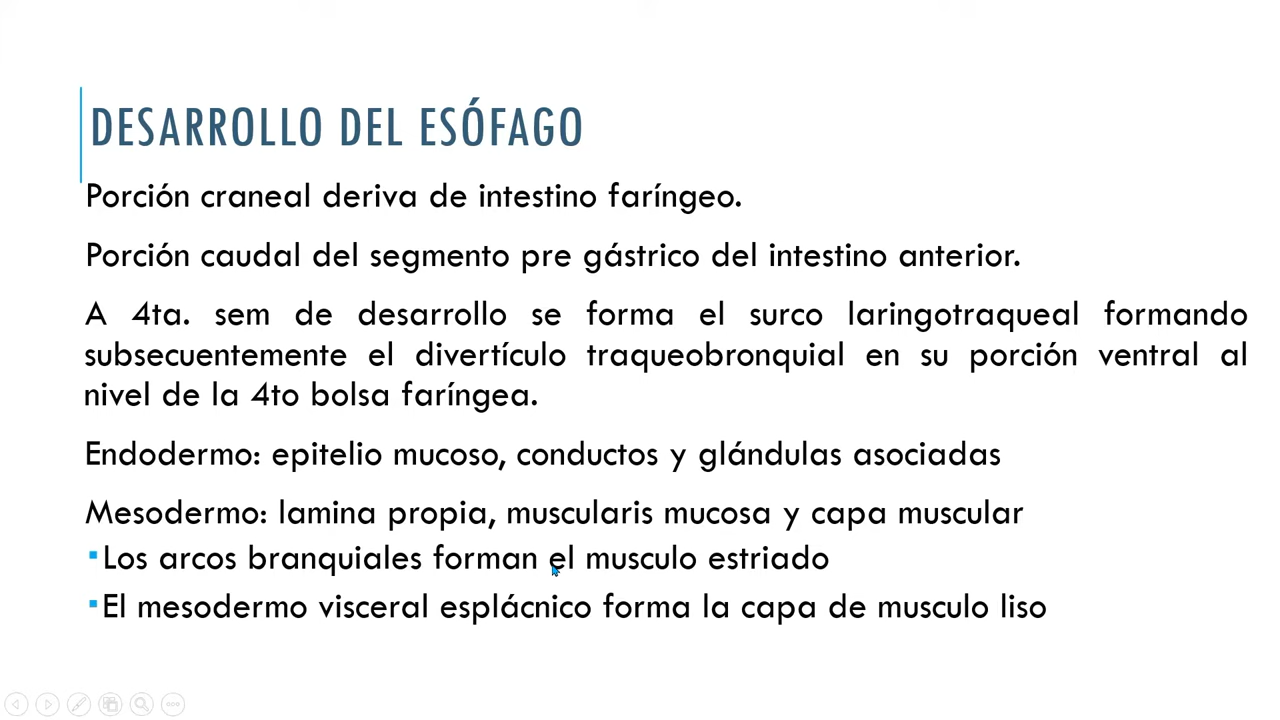 DESARROLLO DEL ESÓFAGO
Porción craneal deriva de intestino faríngeo.
Porción caudal del segmento pre gástrico del intestino anterior.
A 4ta. sem de desarrollo se forma el surco laringotraqueal formando
subsecuentemente el divertículo traqueobronquial en su porción ventral al
nivel de la 4to bolsa faríngea.
Endodermo: epitelio mucoso, conductos y glándulas asociadas
Mesodermo: lamina propia, muscularis mucosa y capa muscular
▪Los arcos branquiales forman el musculo estriado
▪El mesodermo visceral esplácnico forma la capa de musculo liso